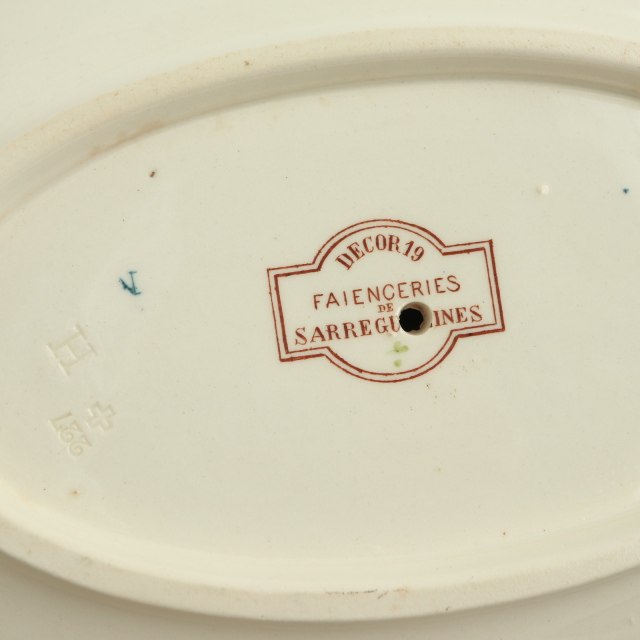 DECOR 19
FAIENCERIES
DE
SARREGU INES
H